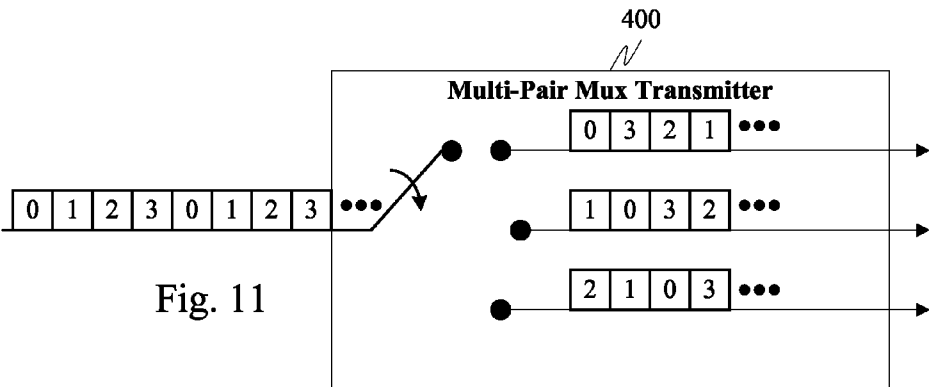 400
Multi-Pair Mux Transmitter
0 3 2 1 •••
0 1 2 3 0 1 2 3 •••
1 0 3 2 •••
2 1 0 3 •••
Fig. 11